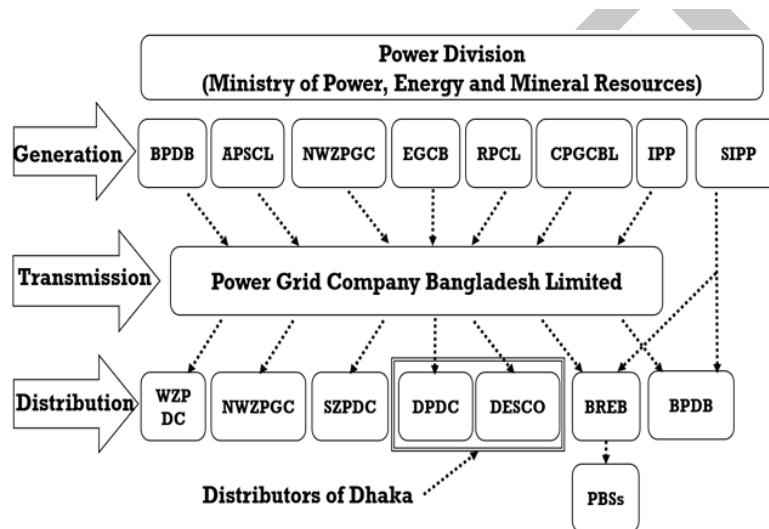 Power Division
(Ministry of Power, Energy and Mineral Resources)
Generation
BPDB
APSCL
NWZPGC
EGCB
RPCL
CPGCBL
IPP
SIPP
Transmission
Power Grid Company Bangladesh Limited
Distribution
WZP
DC
NWZPGC
SZPDC
DPDC
DESCO
BREB
BPDB
Distributors of Dhaka
PBSs